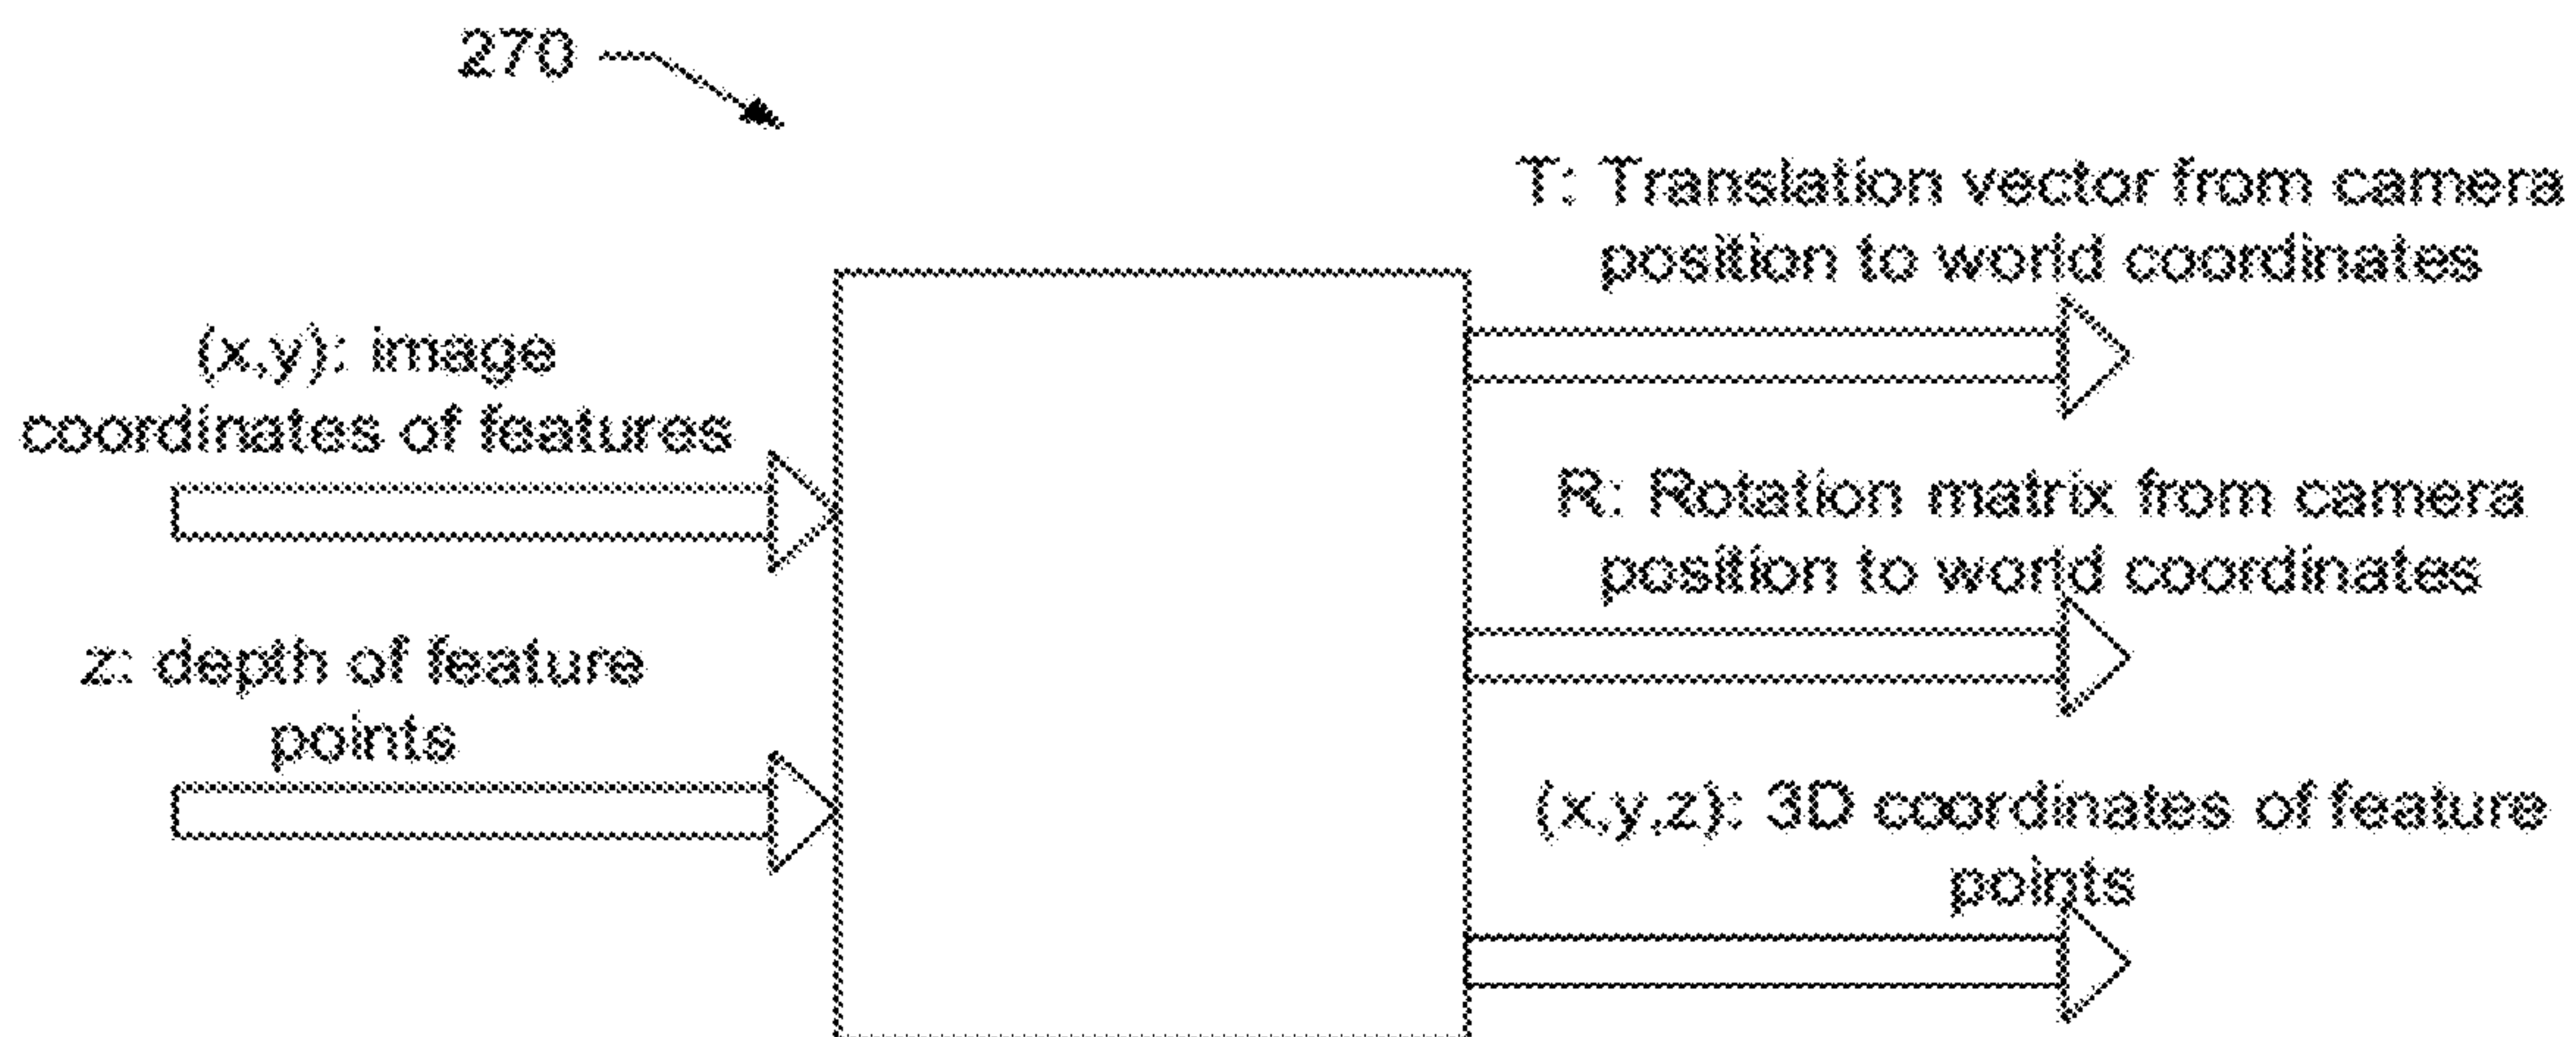 270
T: Translation vector from camera
position to world coordinates
(x,y): image
coordinates of features
R: Rotation matrix from camera
position to world coordinates
z: depth of feature
points
(x,y,z): 3D coordinates of feature
points